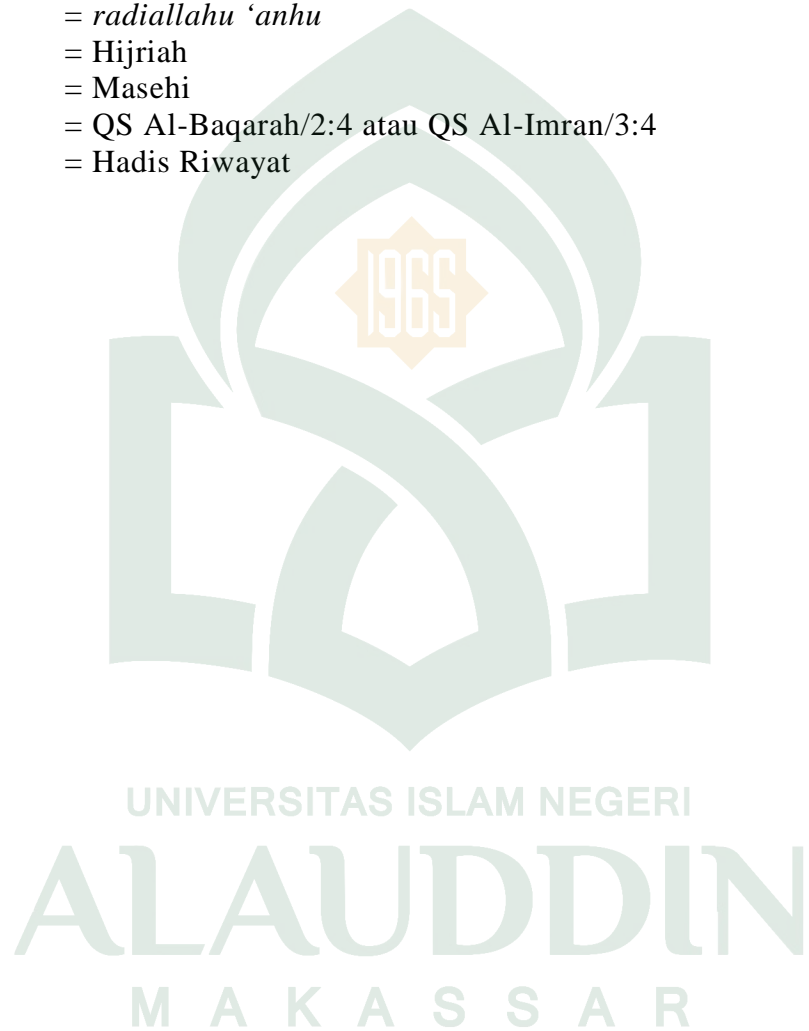 = radiallahu ‘anhu
= Hijriah
= Masehi
= QS Al-Baqarah/2:4 atau QS Al-Imran/3:4
= Hadis Riwayat
1965
UNIVERSITAS ISLAM NEGERI
ALAUDDIN
MAKASSAR